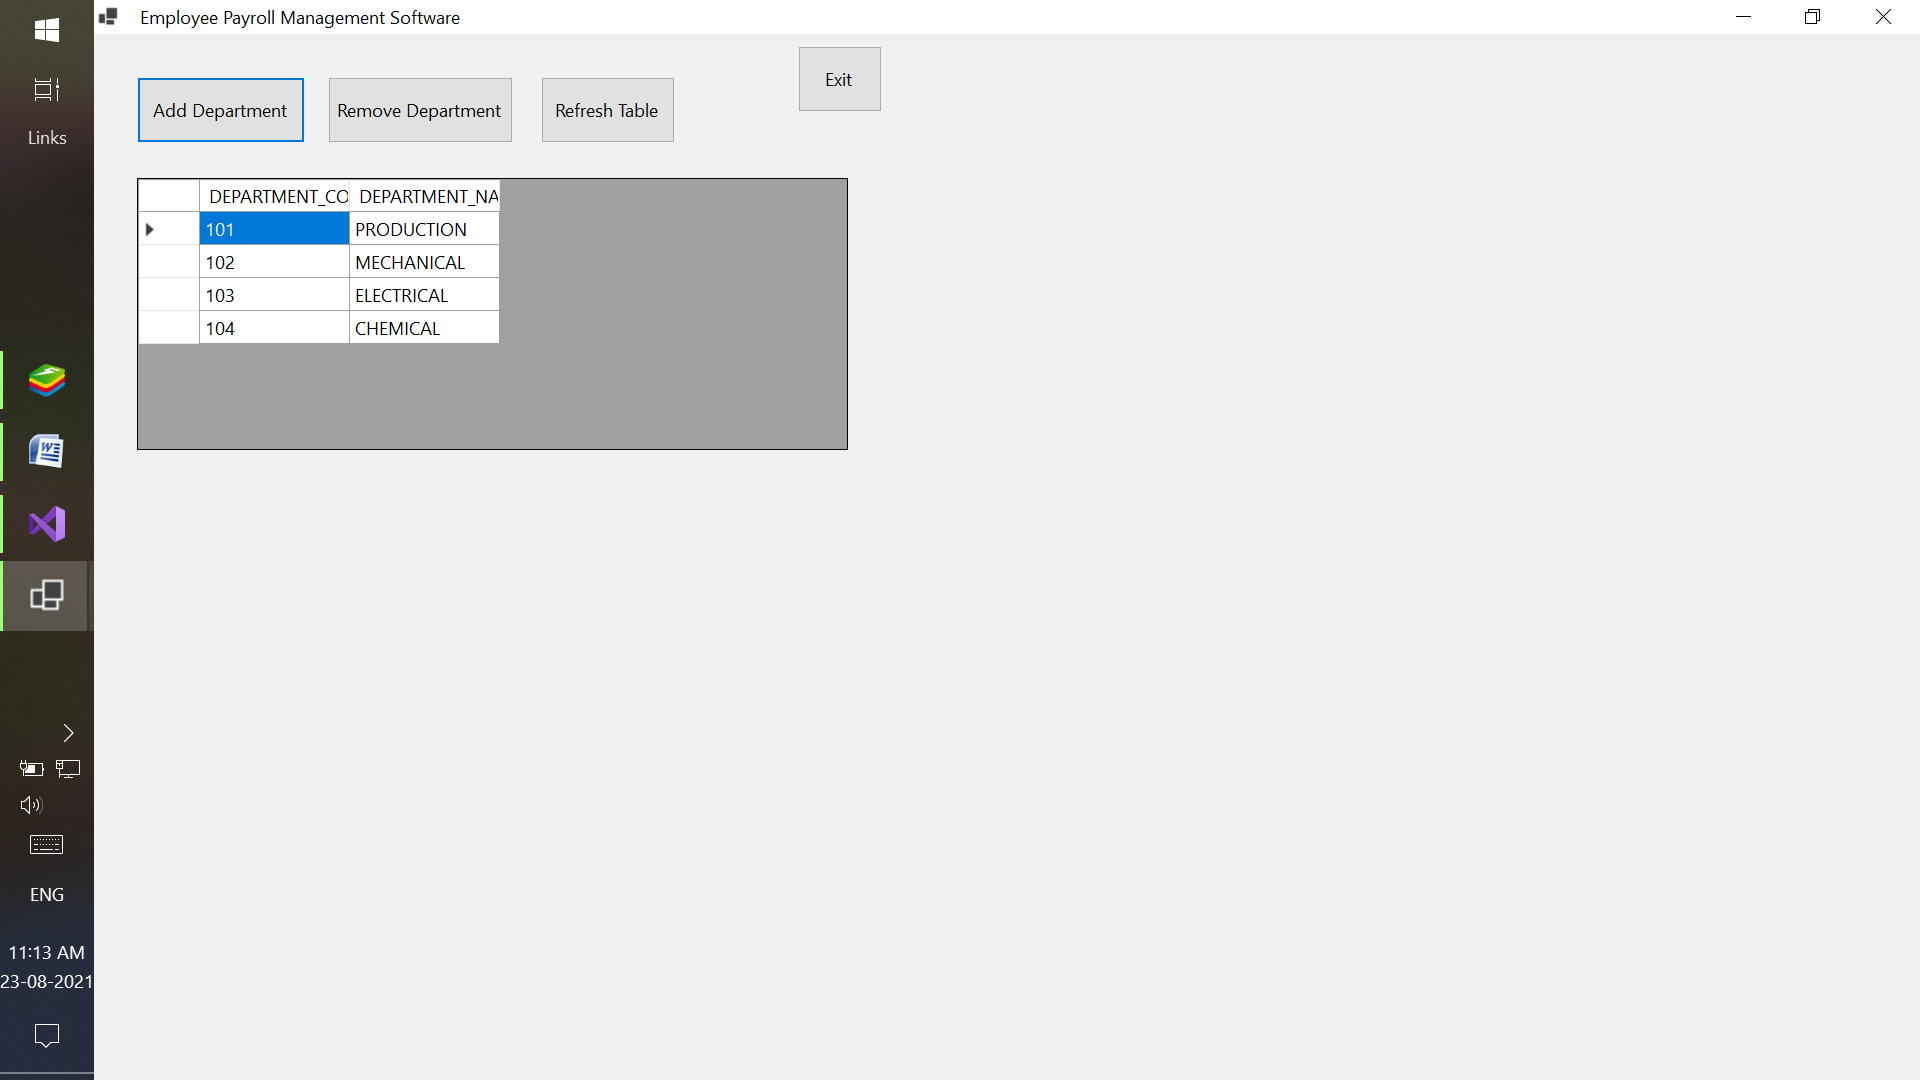 Employee Payroll Management Software
Links
Add Department
Remove Department
Refresh Table
Exit
DEPARTMENT_CO DEPARTMENT_NA
101 PRODUCTION
102 MECHANICAL
103 ELECTRICAL
104 CHEMICAL
ENG
11:13 AM
23-08-2021